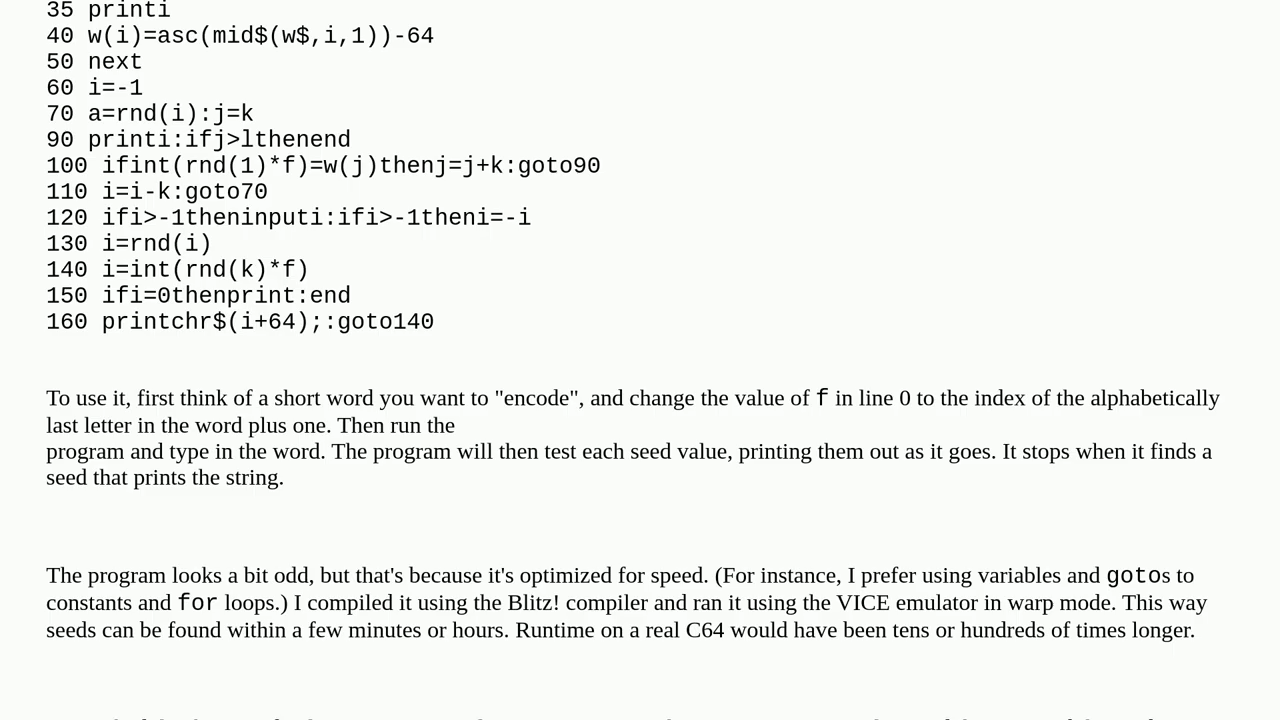 35 printi
40 w(i)=asc(mid$(w$,i,1))-64
50 next
60 i=-1
70 a=rnd(i):j=k
90 printi:ifj>lthenend
100 ifint(rnd(1)*f)=w(j)thenj=j+k:goto90
110 i=i-k:goto70
120 ifi>-1theninputi:ifi>-1theni=-i
130 i=rnd(i)
140 i=int(rnd(k)*f)
150 ifi=0thenprint:end
160 printchr$(i+64);:goto140
To use it, first think of a short word you want to "encode", and change the value of f in line 0 to the index of the alphabetically
last letter in the word plus one. Then run the
program and type in the word. The program will then test each seed value, printing them out as it goes. It stops when it finds a
seed that prints the string.
The program looks a bit odd, but that's because it's optimized for speed. (For instance, I prefer using variables and gotos to
constants and for loops.) I compiled it using the Blitz! compiler and ran it using the VICE emulator in warp mode. This way
seeds can be found within a few minutes or hours. Runtime on a real C64 would have been tens or hundreds of times longer.